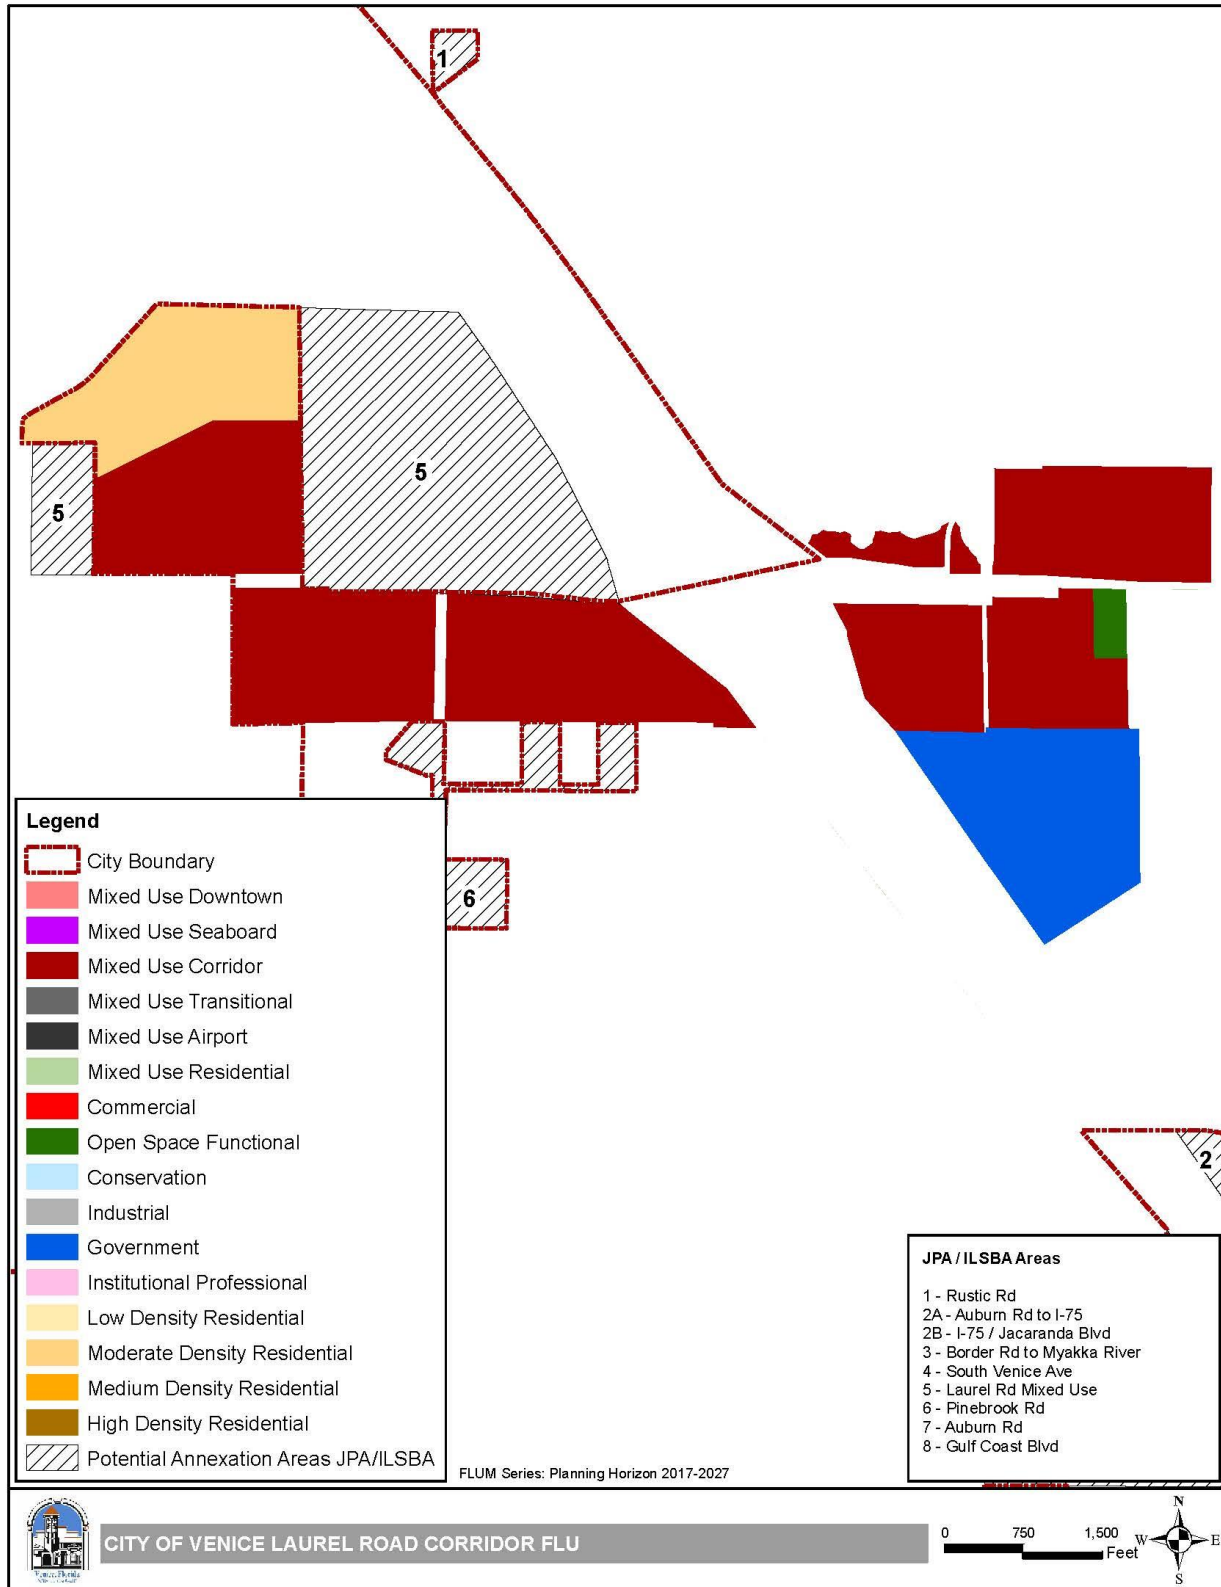 1
5
5
6
2
Legend
City Boundary
Mixed Use Downtown
Mixed Use Seaboard
Mixed Use Corridor
Mixed Use Transitional
Mixed Use Airport
Mixed Use Residential
Commercial
Open Space Functional
Conservation
Industrial
Government
Institutional Professional
Low Density Residential
Moderate Density Residential
Medium Density Residential
High Density Residential
Potential Annexation Areas JPA/ILSBA
FLUM Series: Planning Horizon 2017-2027
JPA / ILSBA Areas
1 - Rustic Rd
2A - Auburn Rd to I-75
2B - I-75 / Jacaranda Blvd
3 - Border Rd to Myakka River
4 - South Venice Ave
5 - Laurel Rd Mixed Use
6 - Pinebrook Rd
7 - Auburn Rd
8 - Gulf Coast Blvd
Venice, Florida
CITY OF VENICE LAUREL ROAD CORRIDOR FLU
0 750 1,500
Feet
N
W E
S